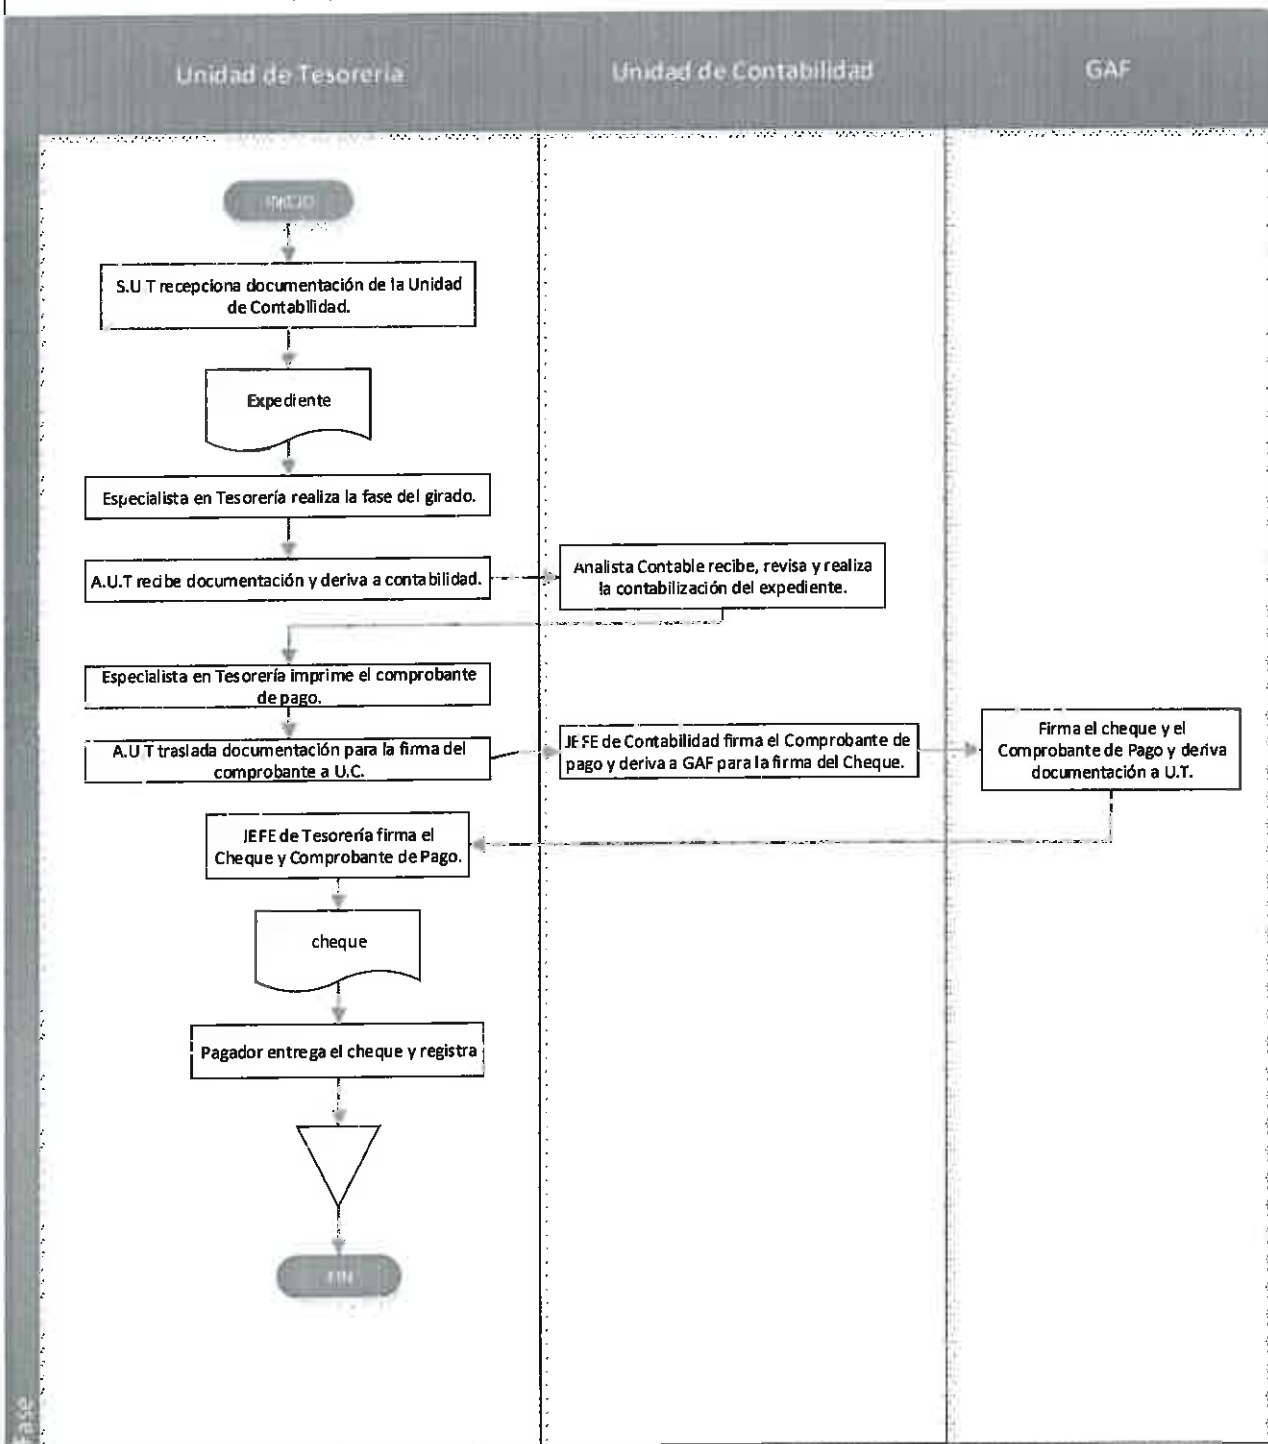 Unidad de Tesorería
Unidad de Contabilidad
GAF
INICIO
S.U T recepciona documentación de la Unidad
de Contabilidad.
Expediente
Especialista en Tesorería realiza la fase del girado.
A.U.T recibe documentación y deriva a contabilidad.
Analista Contable recibe, revisa y realiza
la contabilización del expediente.
Especialista en Tesorería imprime el comprobante
de pago.
A.U.T traslada documentación para la firma del
comprobante a U.C.
JEFE de Contabilidad firma el Comprobante de
pago y deriva a GAF para la firma del Cheque.
Firma el cheque y el
Comprobante de Pago y deriva
documentación a U.T.
JEFE de Tesorería firma el
Cheque y Comprobante de Pago.
cheque
Pagador entrega el cheque y registra
FIN
Fase